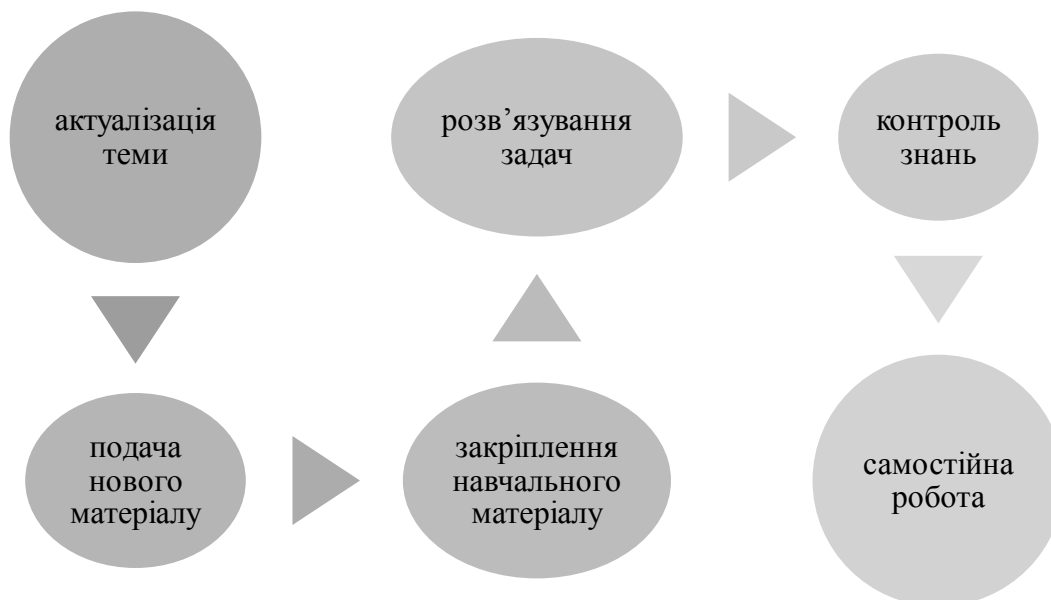 актуалізація
теми
подача
нового
матеріалу
закріплення
навчального
матеріалу
розв’язування
задач
контроль
знань
самостійна
робота